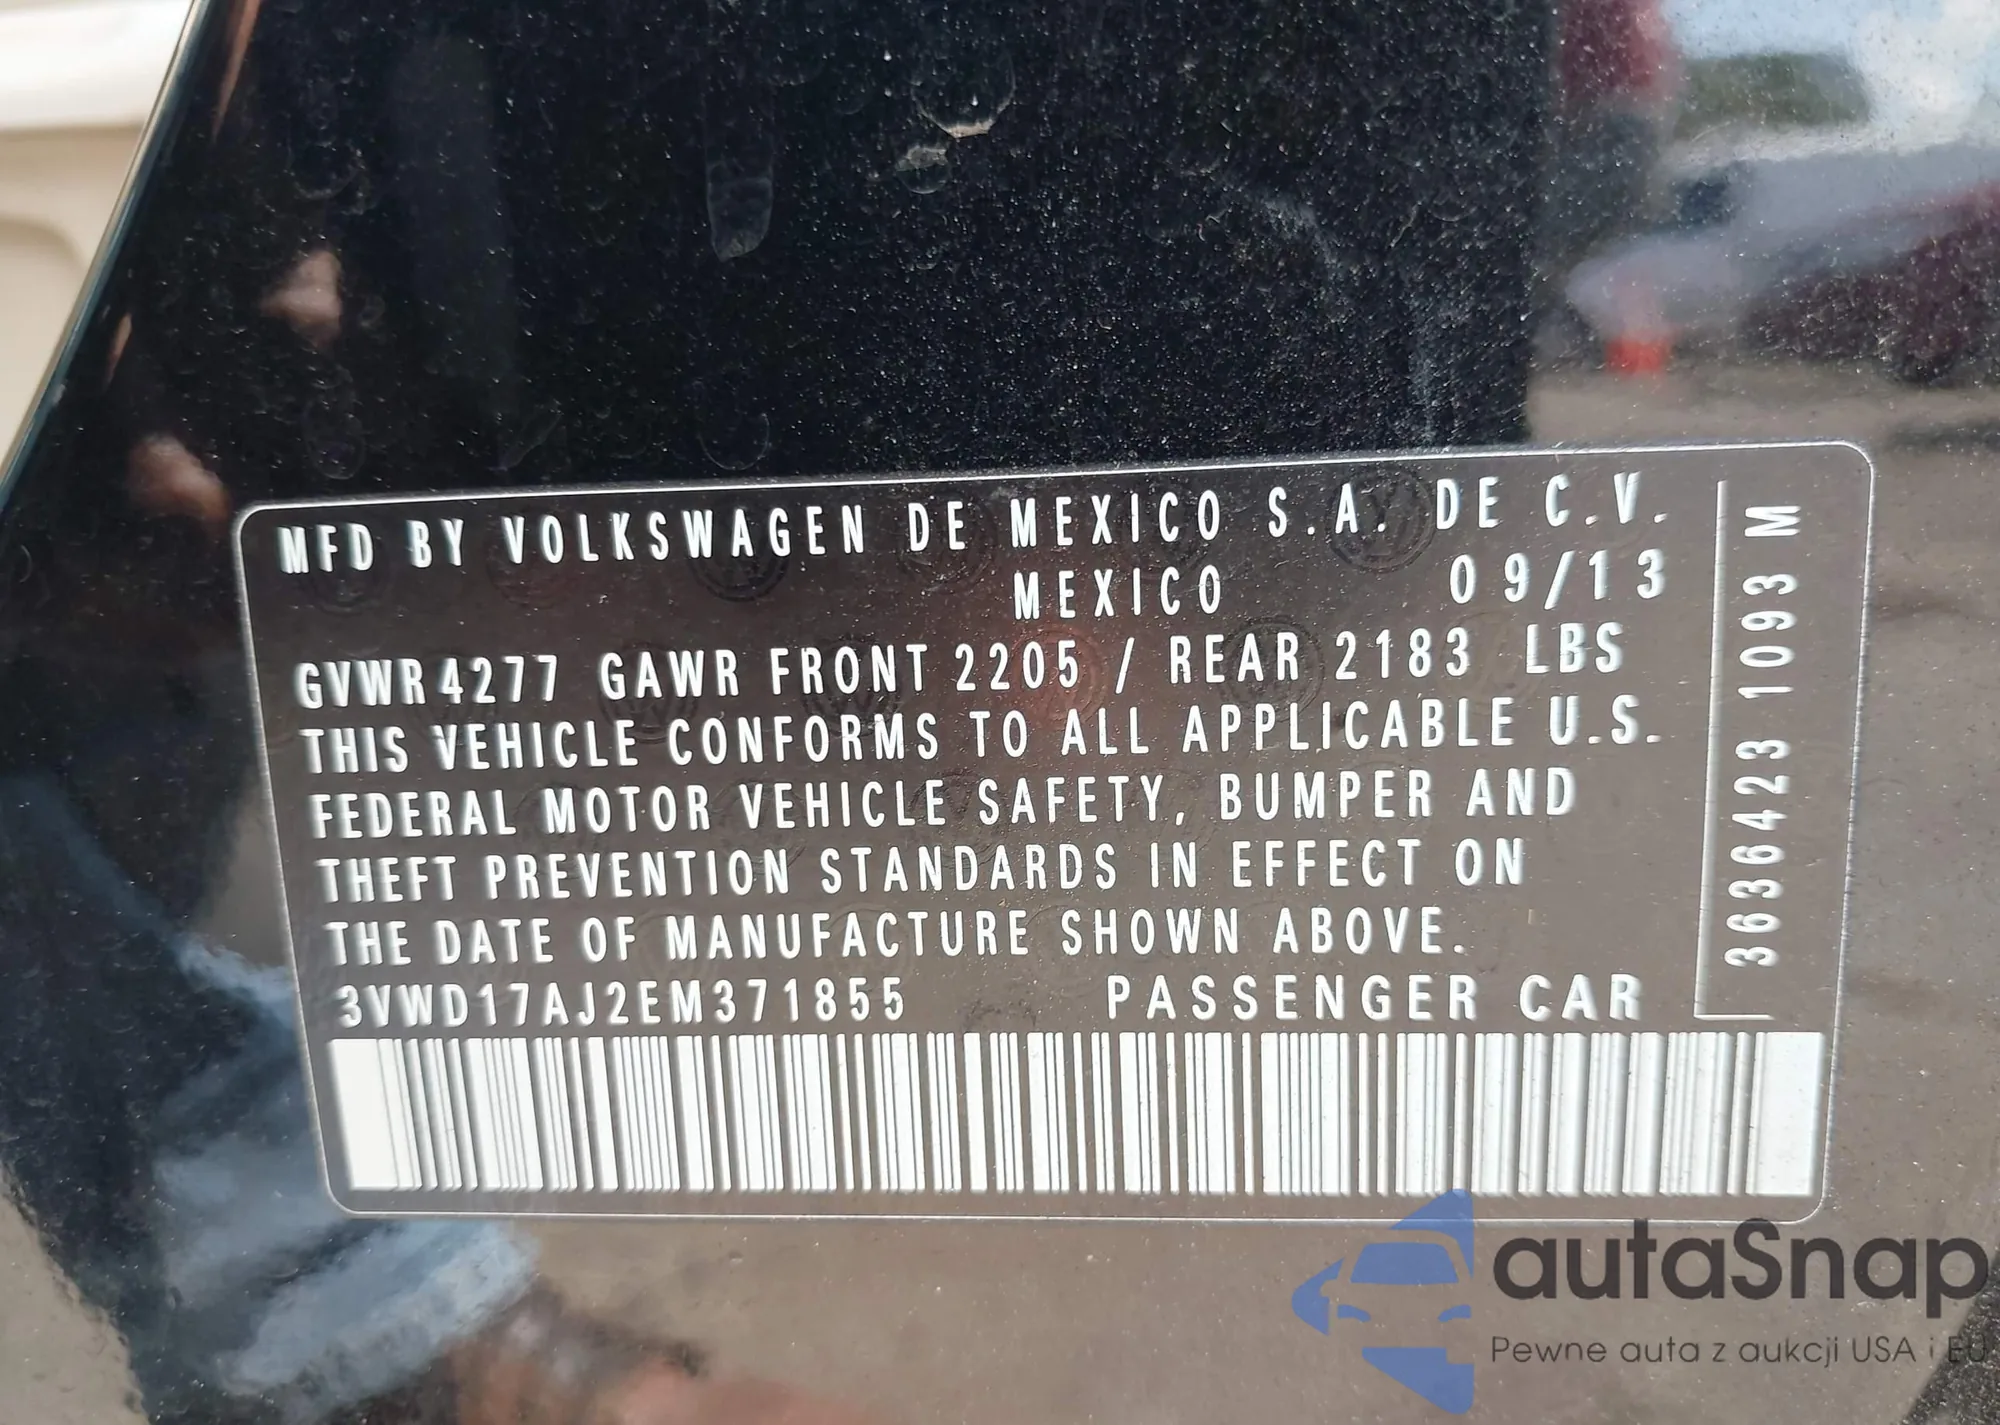 MFD BY VOLKSWAGEN DE MEXICO S.A. DE C.V.
MEXICO 09/13
GVWR 4277 GAWR FRONT 2205 / REAR 2183 LBS
THIS VEHICLE CONFORMS TO ALL APPLICABLE U.S.
FEDERAL MOTOR VEHICLE SAFETY, BUMPER AND
THEFT PREVENTION STANDARDS IN EFFECT ON
THE DATE OF MANUFACTURE SHOWN ABOVE.
3VWD17AJ2EM371855 PASSENGER CAR
3636423 1093 M
autaSnap
Pewne auta z aukcji USA i EU